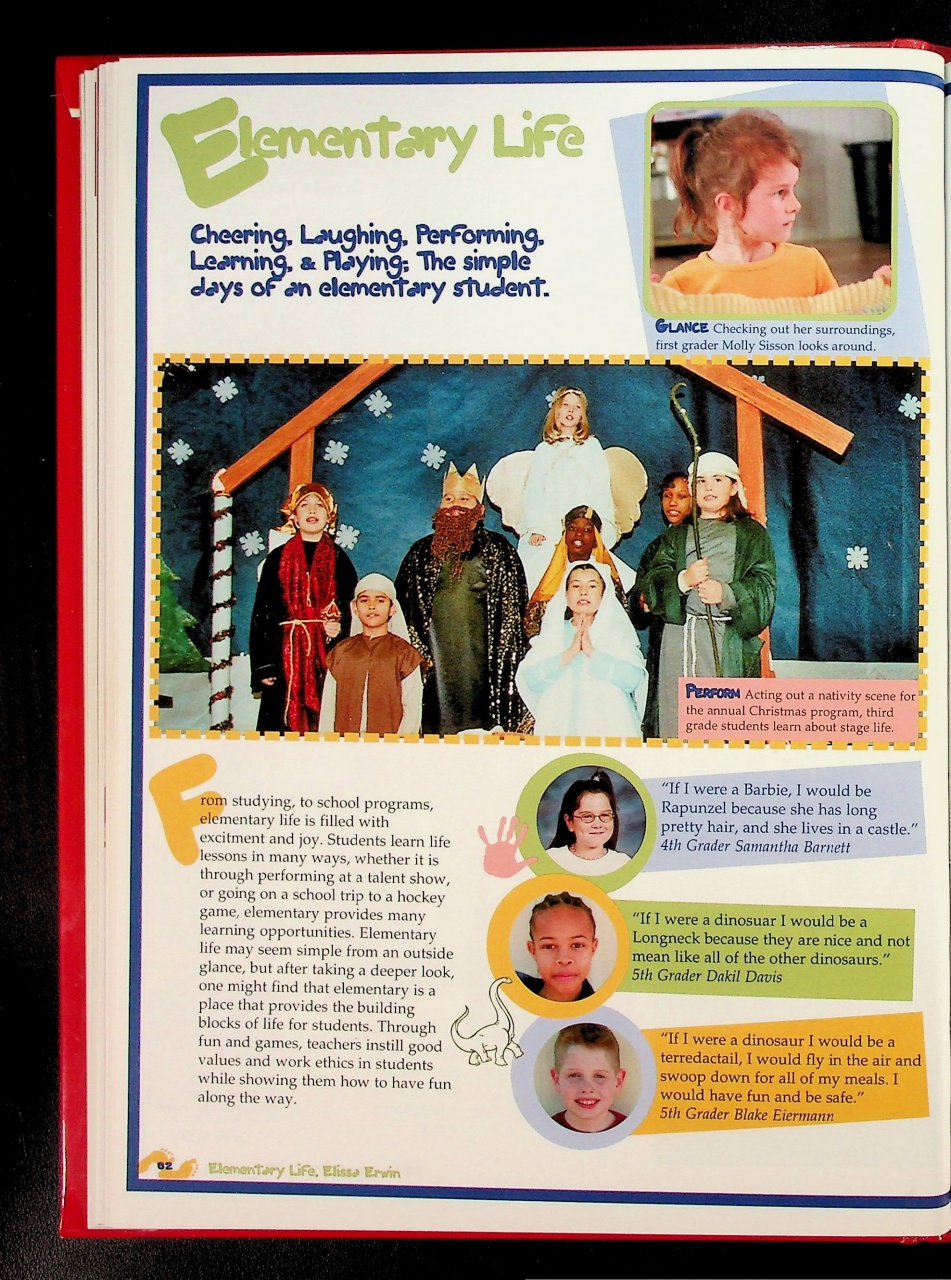 Elementary Life
Cheering, Laughing, Performing,
Learning, & Playing: The simple
days of an elementary student.
GLANCE Checking out her surroundings,
first grader Molly Sisson looks around.
PERFORM Acting out a nativity scene for
the annual Christmas program, third
grade students learn about stage life.
From studying, to school programs,
elementary life is filled with
excitment and joy. Students learn life
lessons in many ways, whether it is
through performing at a talent show,
or going on a school trip to a hockey
game, elementary provides many
learning opportunities. Elementary
life may seem simple from an outside
glance, but after taking a deeper look,
one might find that elementary is a
place that provides the building
blocks of life for students. Through
fun and games, teachers instill good
values and work ethics in students
while showing them how to have fun
along the way.
“If I were a Barbie, I would be
Rapunzel because she has long
pretty hair, and she lives in a castle.”
4th Grader Samantha Barnett
“If I were a dinosuar I would be a
Longneck because they are nice and not
mean like all of the other dinosaurs.”
5th Grader Dakil Davis
“If I were a dinosaur I would be a
terredactail, I would fly in the air and
swoop down for all of my meals. I
would have fun and be safe.”
5th Grader Blake Eiermann
62 Elementary Life, Elissa Erwin